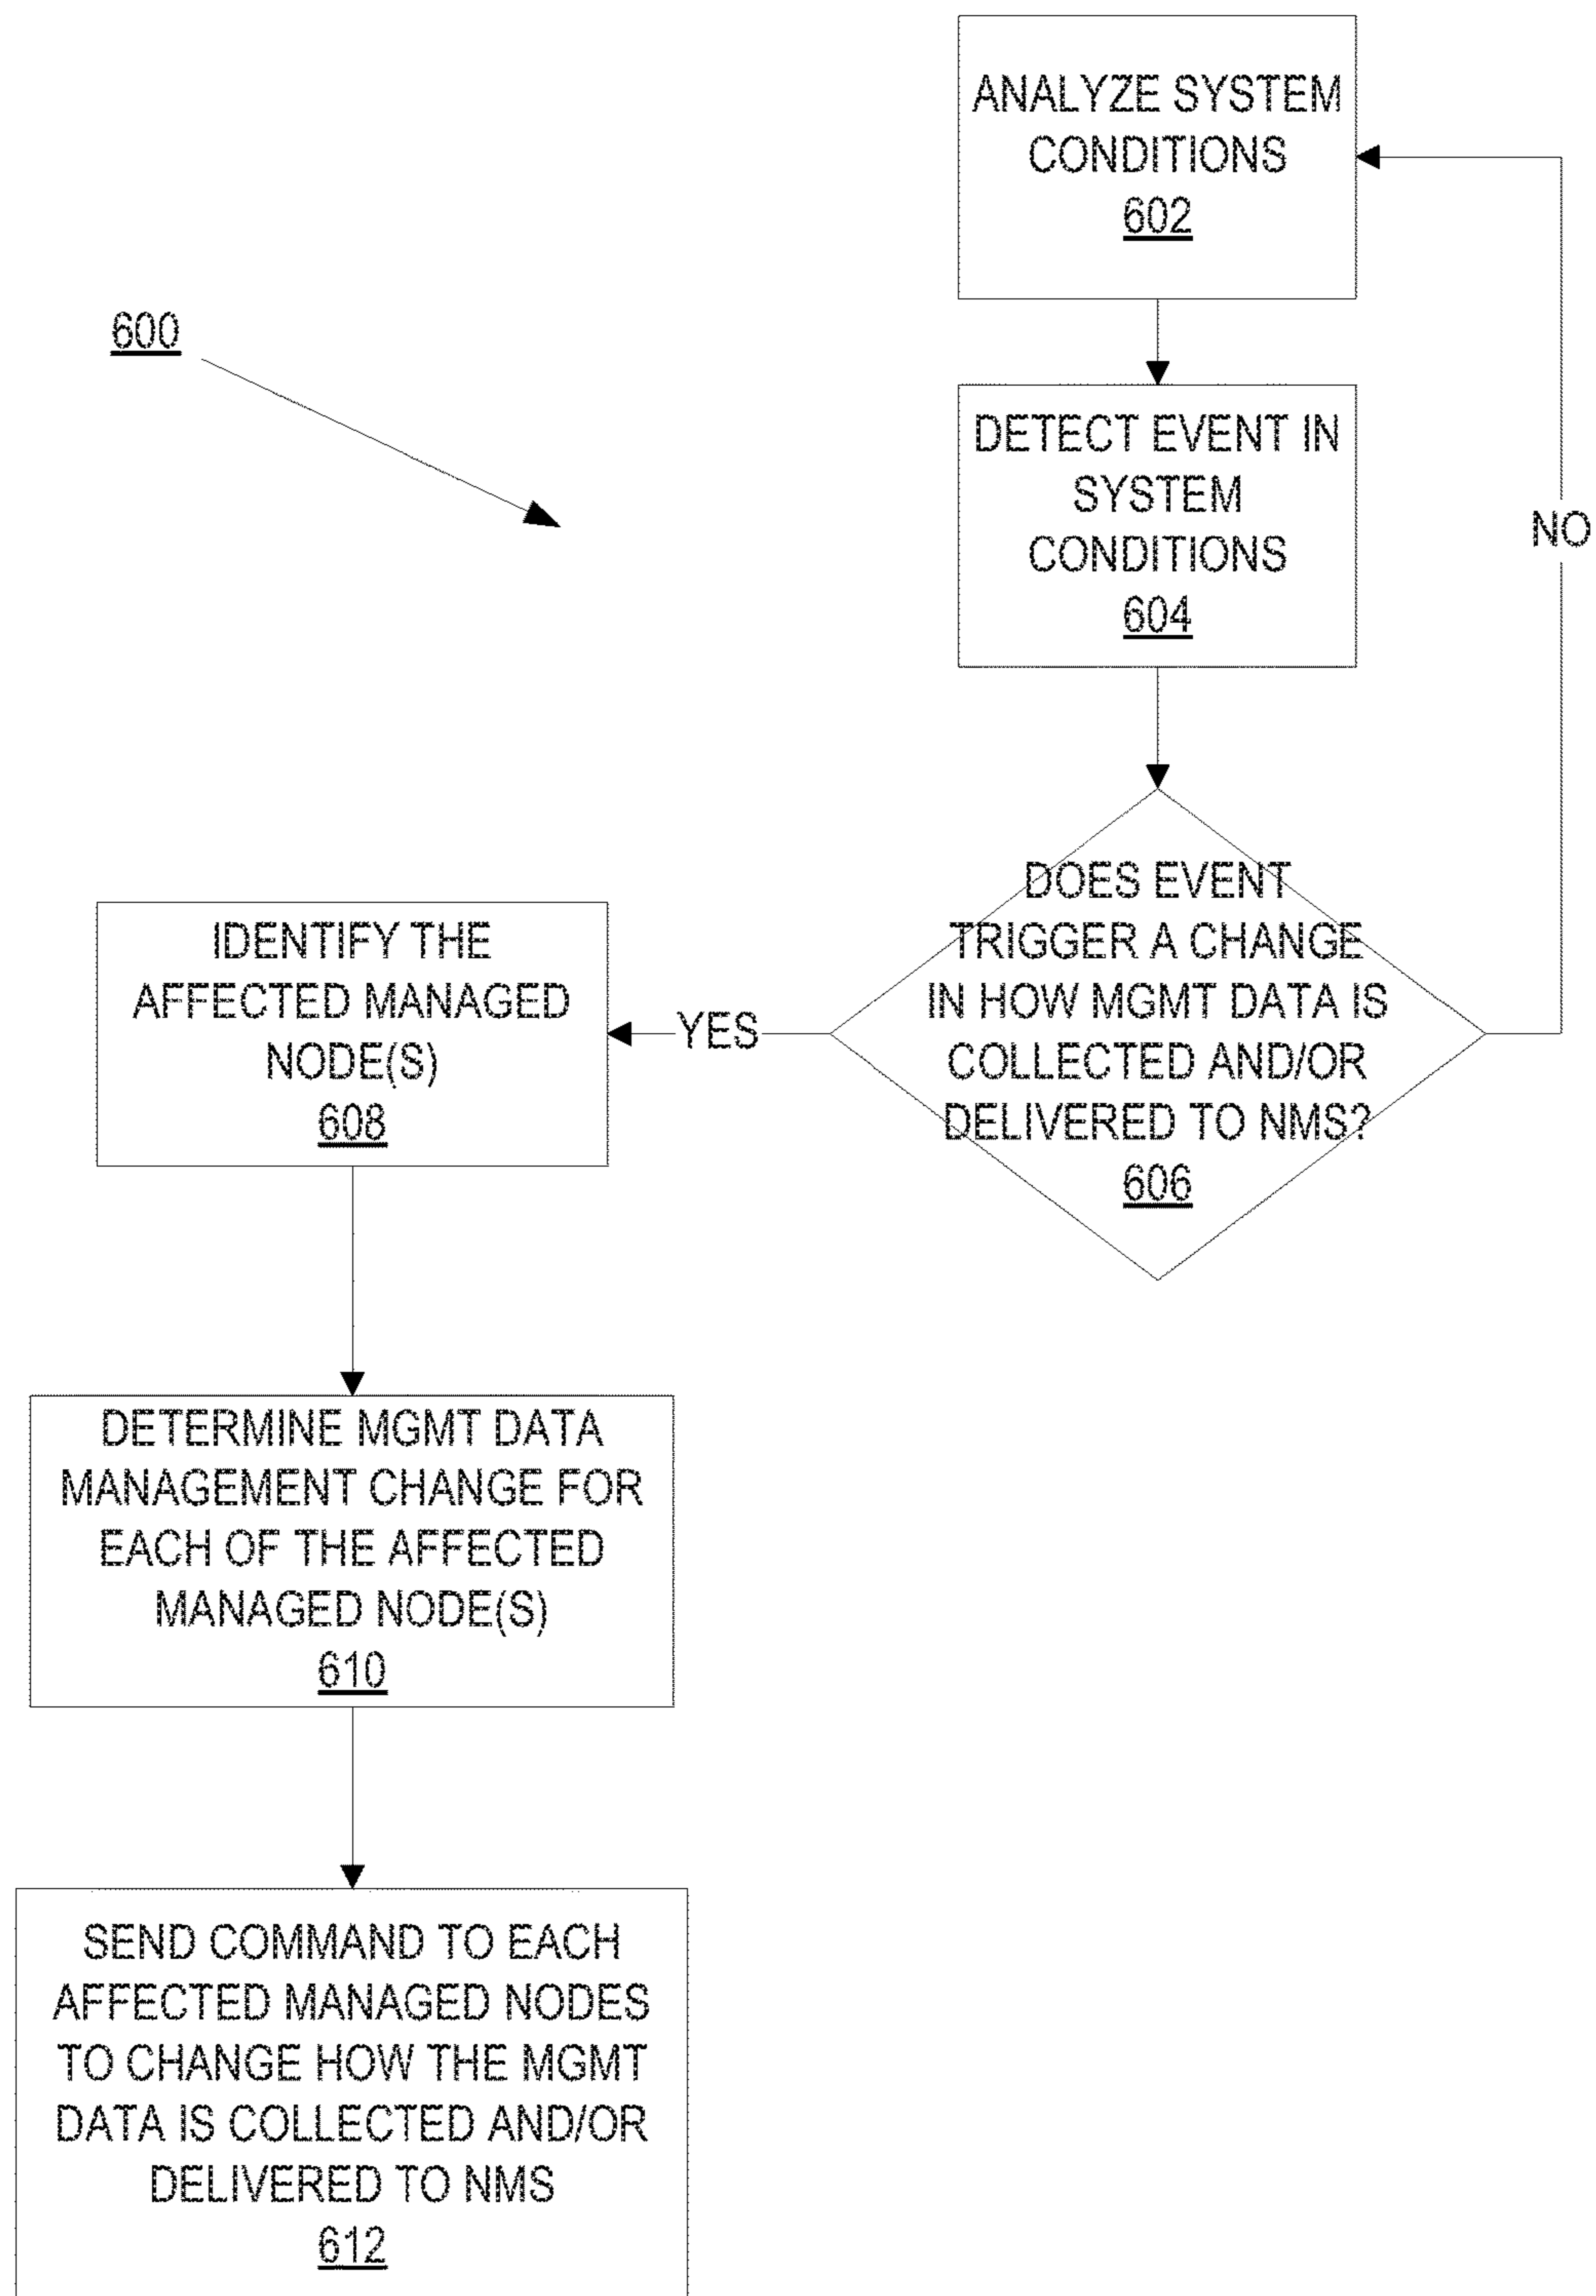 ANALYZE SYSTEM
CONDITIONS
602
600
DETECT EVENT IN
SYSTEM
CONDITIONS
604
NO
DOES EVENT
TRIGGER A CHANGE
IN HOW MGMT DATA IS
COLLECTED AND/OR
DELIVERED TO NMS?
606
YES
IDENTIFY THE
AFFECTED MANAGED
NODE(S)
608
DETERMINE MGMT DATA
MANAGEMENT CHANGE FOR
EACH OF THE AFFECTED
MANAGED NODE(S)
610
SEND COMMAND TO EACH
AFFECTED MANAGED NODES
TO CHANGE HOW THE MGMT
DATA IS COLLECTED AND/OR
DELIVERED TO NMS
612